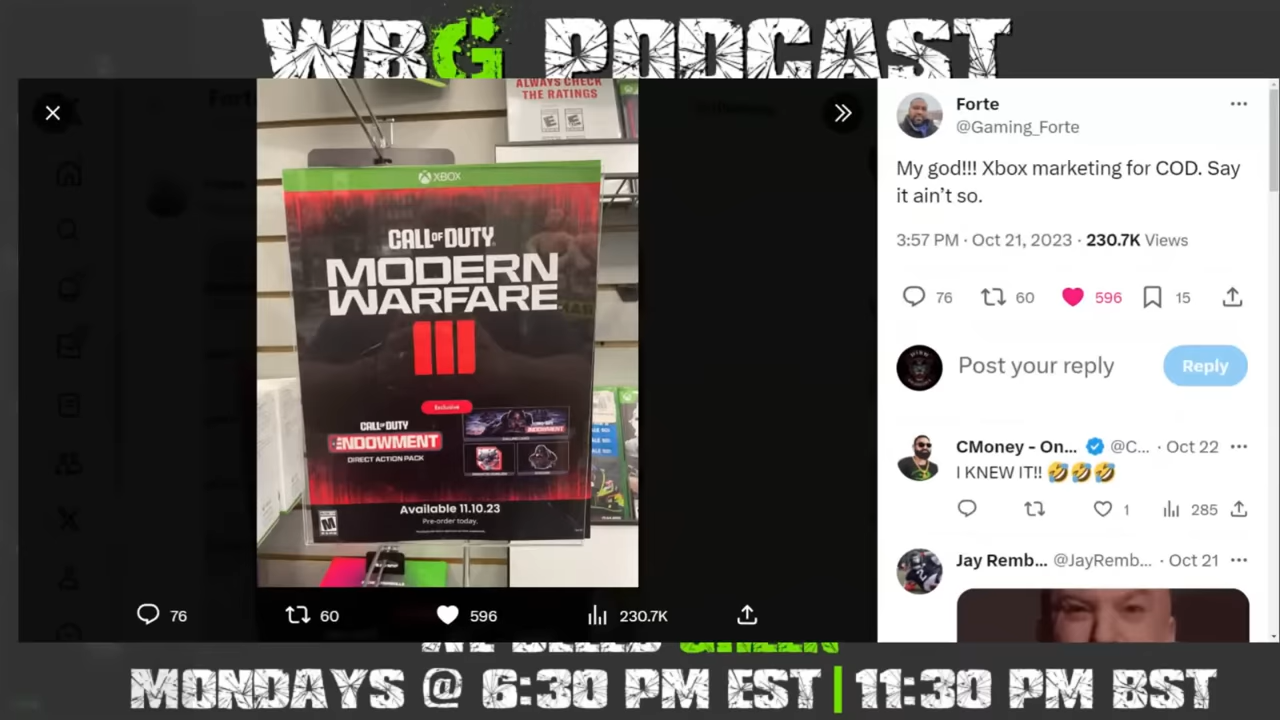 WBG PODCAST
ALWAYS CHECK
THE RATINGS
E E
XBOX
CALL OF DUTY
MODERN
WARFARE
III
Exclusive
CALL OF DUTY
ENDOWMENT
DIRECT ACTION PACK
Available 11.10.23
Pre-order today.
M
76 60 596 230.7K
Forte
@Gaming_Forte
My god!!! Xbox marketing for COD. Say
it ain’t so.
3:57 PM · Oct 21, 2023 · 230.7K Views
76 60 596 15
Post your reply Reply
CMoney - On... @C... · Oct 22
I KNEW IT!! 🤣🤣🤣
1 285
Jay Remb... @JayRemb... · Oct 21
MONDAYS @ 6:30 PM EST | 11:30 PM BST